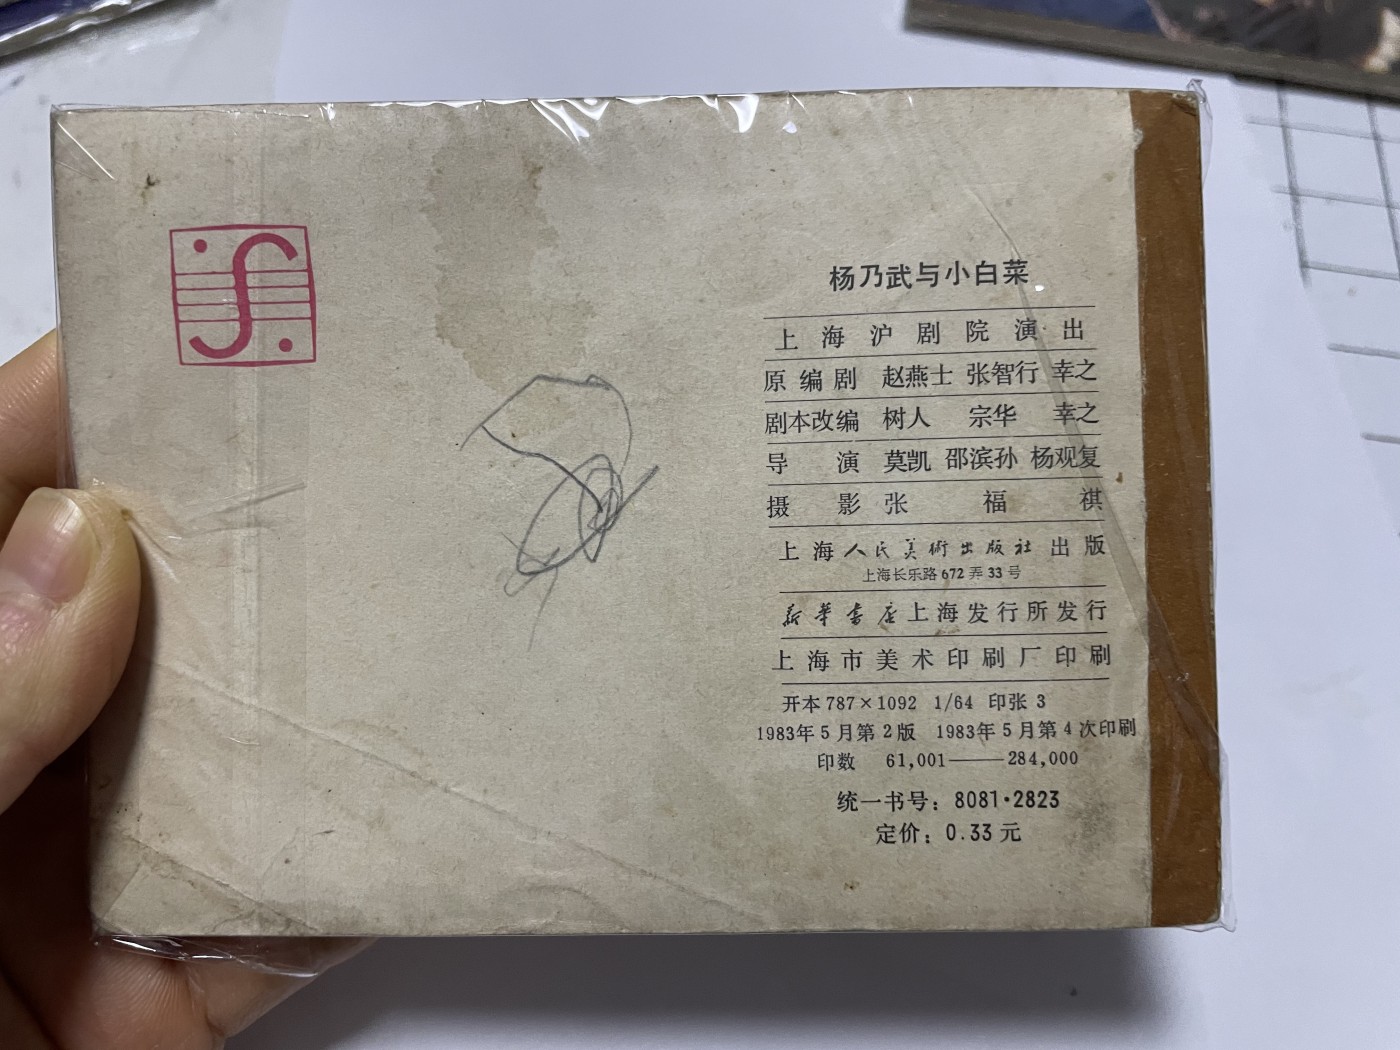 杨乃武与小白菜
上海沪剧院演出
原编剧 赵燕士 张智行 幸之
剧本改编 树人 宗华 幸之
导演 莫凯 邵滨孙 杨观复
摄影 张福祺
上海人民美術出版社出版
上海长乐路672弄33号
新華書店上海发行所发行
上海市美术印刷厂印刷
开本 787×1092 1/64 印张 3
1983年5月第2版 1983年5月第4次印刷
印数 61,001——284,000
统一书号：8081·2823
定价：0.33元